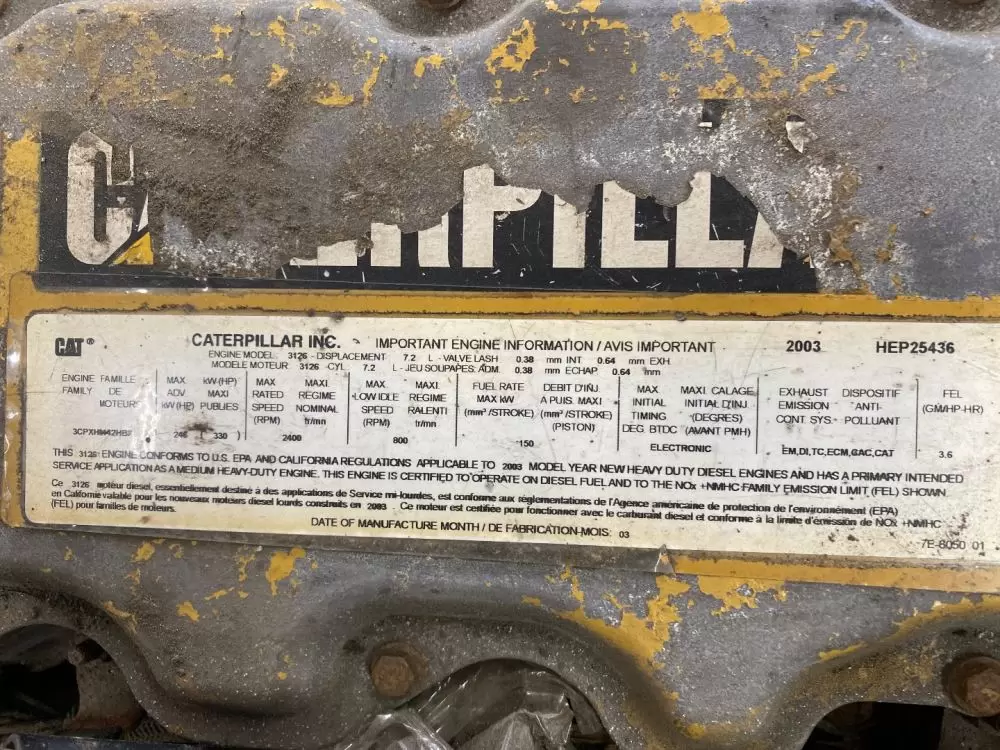 CAT®
CATERPILLAR INC. IMPORTANT ENGINE INFORMATION / AVIS IMPORTANT 2003 HEP25436
ENGINE MODEL: 3126 - DISPLACEMENT 7.2 L - VALVE LASH 0.38 mm INT 0.64 mm EXH.
MODÈLE MOTEUR: 3126 -CYL. 7.2 L - JEU SOUPAPES: ADM. 0.38 mm ECHAP. 0.64 mm
ENGINE FAMILLE MAX kW(HP) MAX MAXI. MAX MAXI. FUEL RATE DEBIT D'INJ MAX MAXI. CALAGE EXHAUST DISPOSITIF FEL
FAMILY DE ADV MAXI RATED RÉGIME LOW IDLE RÉGIME MAX kW A PUIS. MAXI INITIAL INITIAL D'INJ. EMISSION ANTI- (GM/HP-HR)
MOTEURS kW(HP) PUBLIÉS SPEED NOMINAL SPEED RALENTI (mm³/STROKE) (mm³/STROKE) TIMING (DEGRES) CONT. SYS. POLLUANT
(RPM) tr/mn (RPM) tr/mn (PISTON) DEG BTDC (AVANT PMH)
246 ( 330 ) 2400 800 150 ELECTRONIC EM,DI,TC,ECM,GAC,CAT 3.6
THIS 3126 ENGINE CONFORMS TO U.S. EPA AND CALIFORNIA REGULATIONS APPLICABLE TO 2003 MODEL YEAR NEW HEAVY DUTY DIESEL ENGINES AND HAS A PRIMARY INTENDED
SERVICE APPLICATION AS A MEDIUM HEAVY-DUTY ENGINE. THIS ENGINE IS CERTIFIED TO OPERATE ON DIESEL FUEL AND TO THE NOx +NMHC FAMILY EMISSION LIMIT (FEL) SHOWN.
Ce 3126 motéur diesel, essentiellement destiné a des applications de Service mi-lourdes, est conforme aux règlementations de l'Agence américaine de protection de l'environnement (EPA)
en Californie valable pour les nouveaux moteurs diesel lourds construits en 2003 . Ce moteur est certifiée pour fonctionner avec le carburant diesel et conforme à la limite d'émission de NOx +NMHC
(FEL) pour familles de moteurs.
DATE OF MANUFACTURE MONTH / DE FABRICATION-MOIS: 03
7E-8050 01